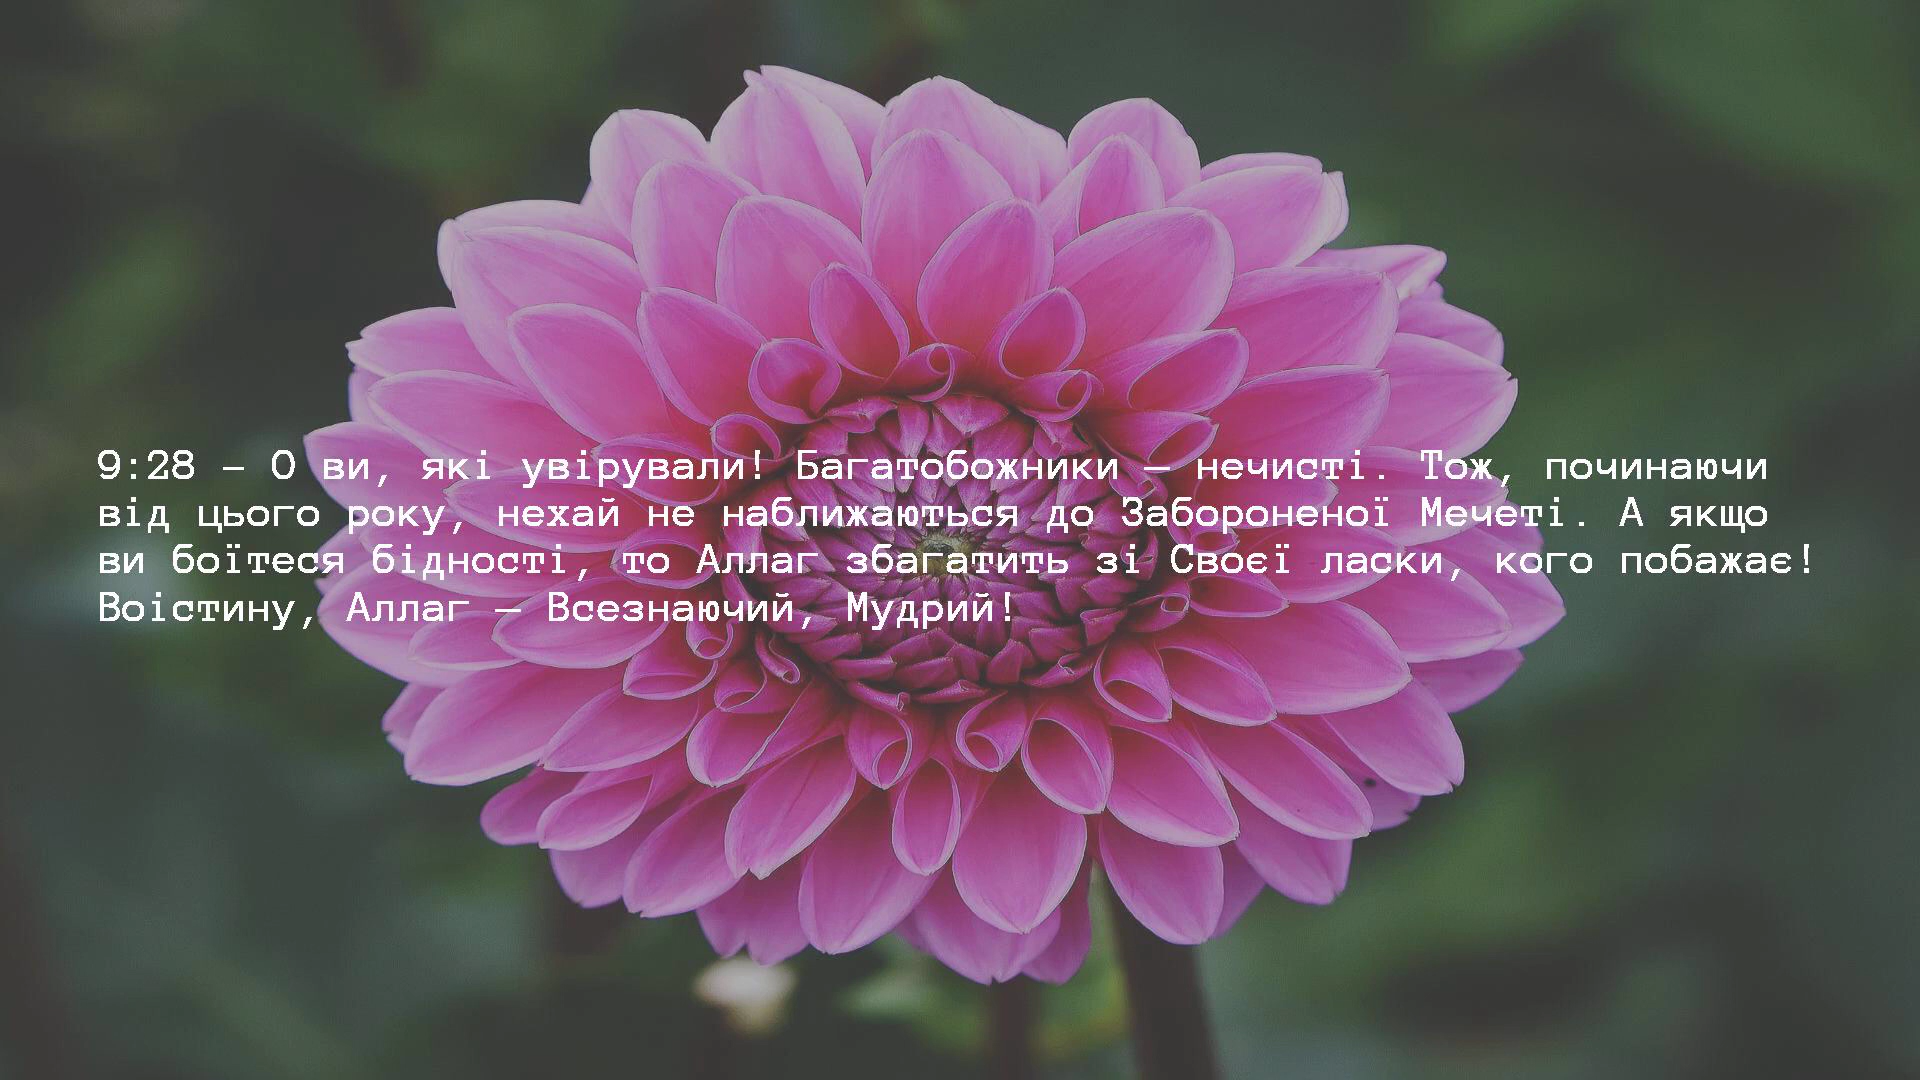 9:28 — О ви, які увірували! Багатобожники — нечисті. Тож, починаючи
від цього року, нехай не наближаються до Забороненої Мечеті. А якщо
ви боїтеся бідності, то Аллаг збагатить зі Своєї ласки, кого побажає!
Воістину, Аллаг — Всезнаючий, Мудрий!